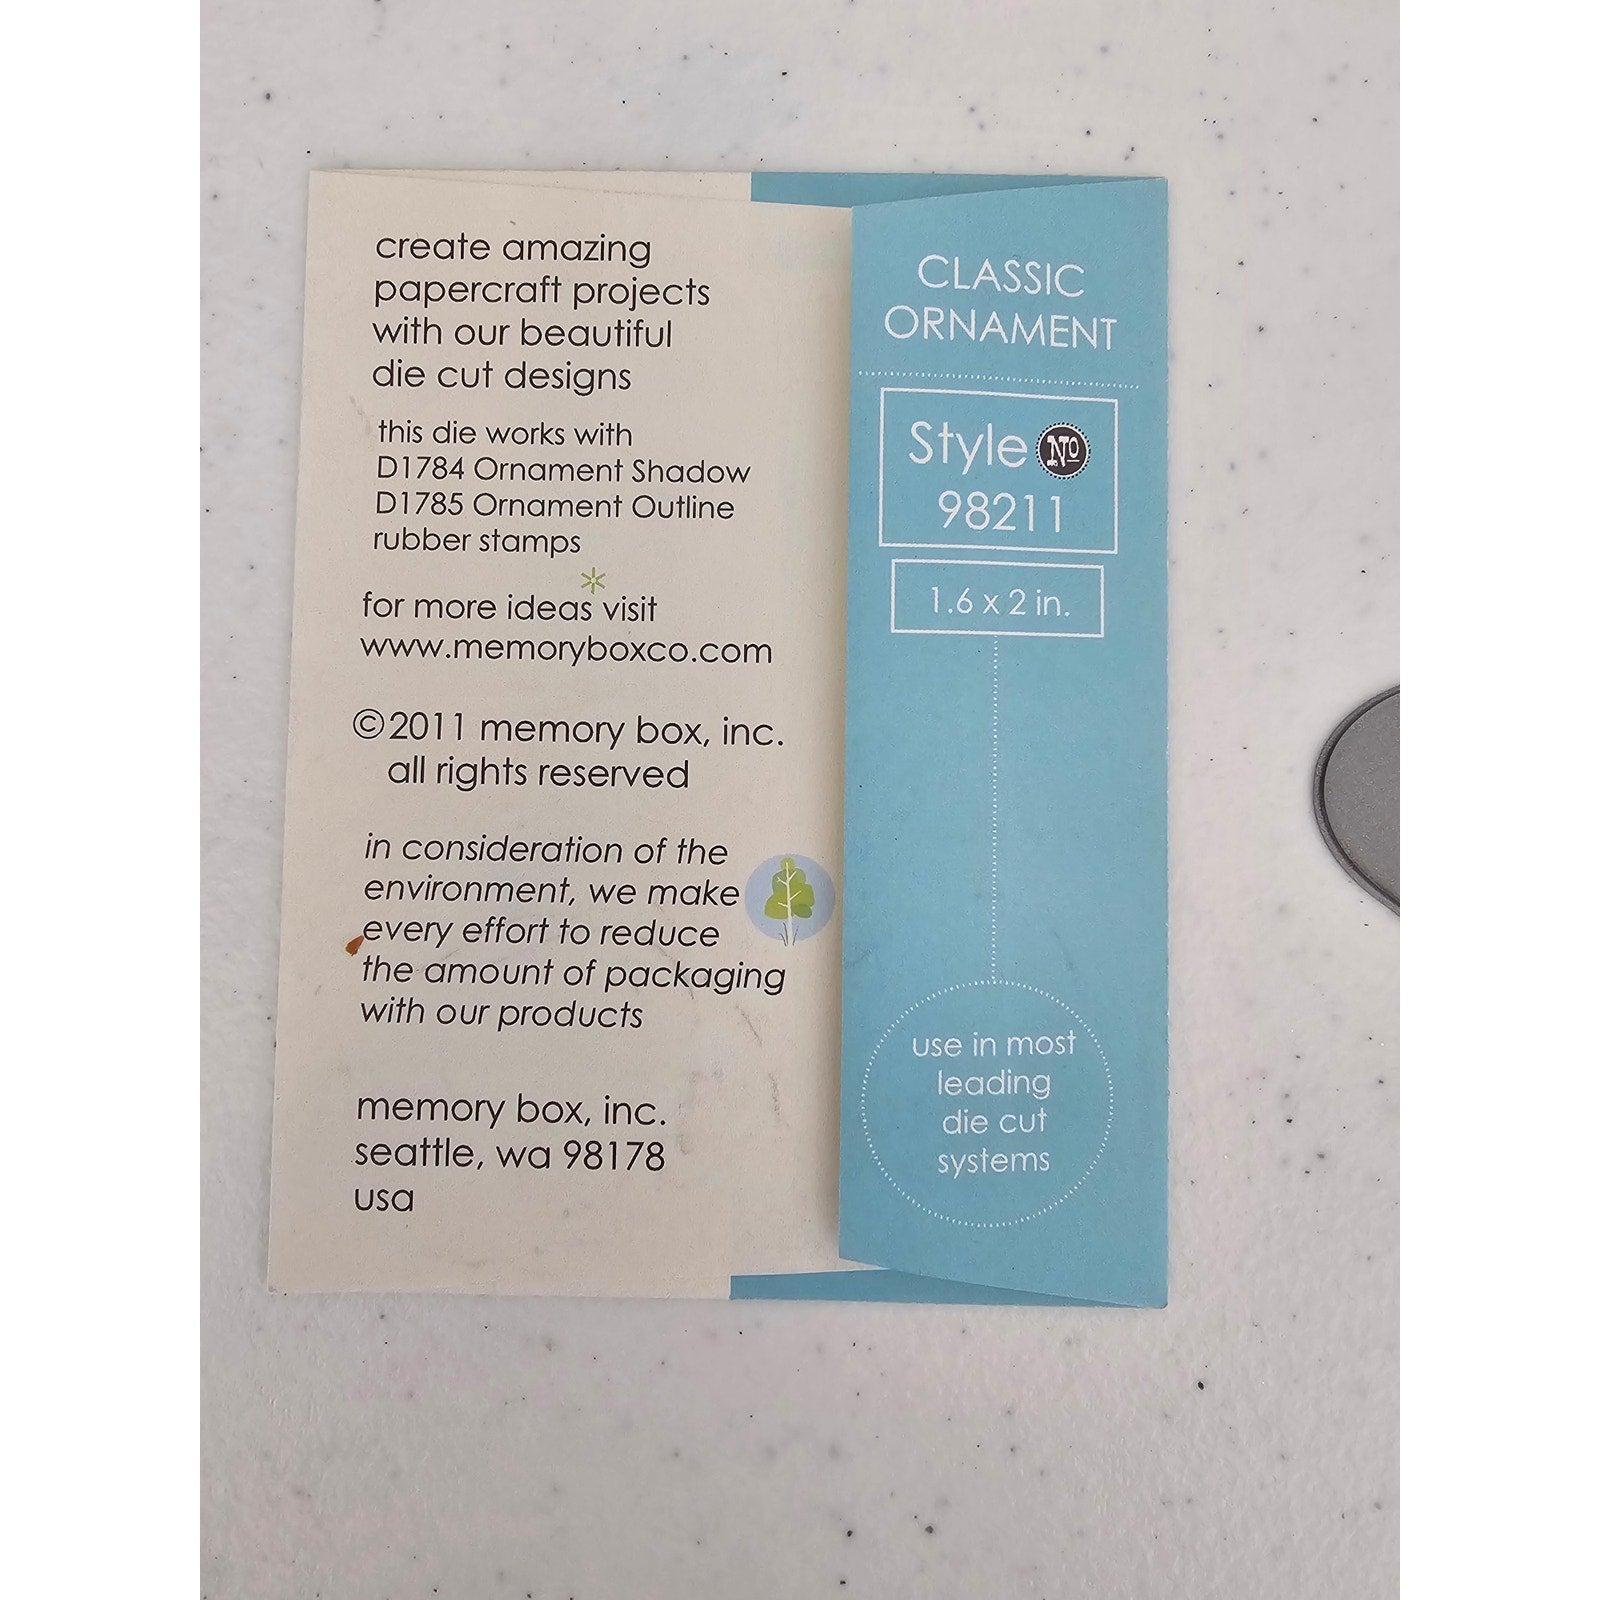 create amazing
papercraft projects
with our beautiful
die cut designs
this die works with
D1784 Ornament Shadow
D1785 Ornament Outline
rubber stamps
for more ideas visit
www.memoryboxco.com
©2011 memory box, inc.
all rights reserved
in consideration of the
environment, we make
every effort to reduce
the amount of packaging
with our products
memory box, inc.
seattle, wa 98178
usa
CLASSIC
ORNAMENT
Style No
98211
1.6 x 2 in.
use in most
leading
die cut
systems